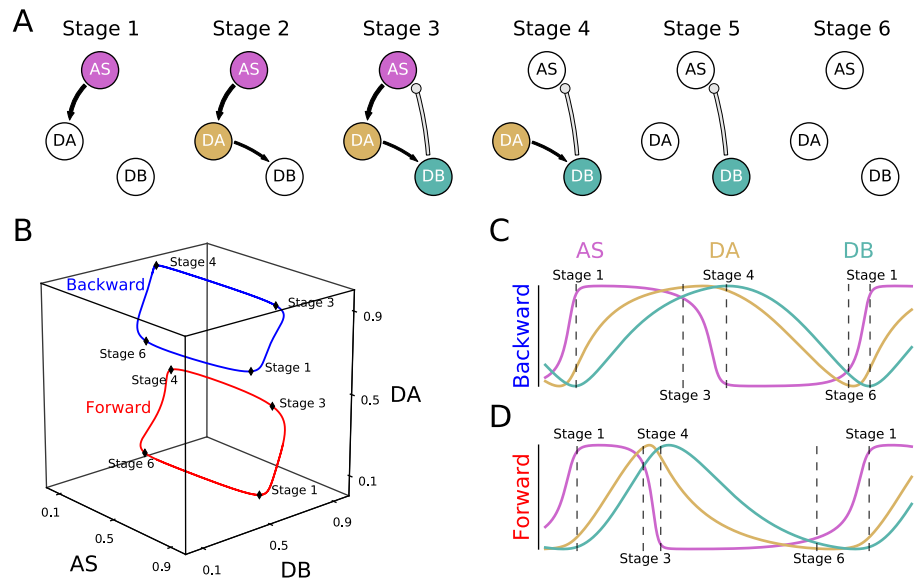 A
Stage 1
Stage 2
Stage 3
Stage 4
Stage 5
Stage 6
AS
DA
DB
AS
DA
DB
AS
DA
DB
AS
DA
DB
AS
DA
DB
AS
DA
DB
B
Stage 4
Backward
Stage 3
Stage 6
Stage 1
Stage 4
Forward
Stage 3
Stage 6
Stage 1
0.9
0.5
0.1
DA
0.1
0.5
0.9
AS
0.1
0.5
0.9
DB
C
AS
DA
DB
Stage 1
Stage 4
Stage 1
Backward
Stage 3
Stage 6
D
Stage 1
Stage 4
Stage 1
Forward
Stage 3
Stage 6